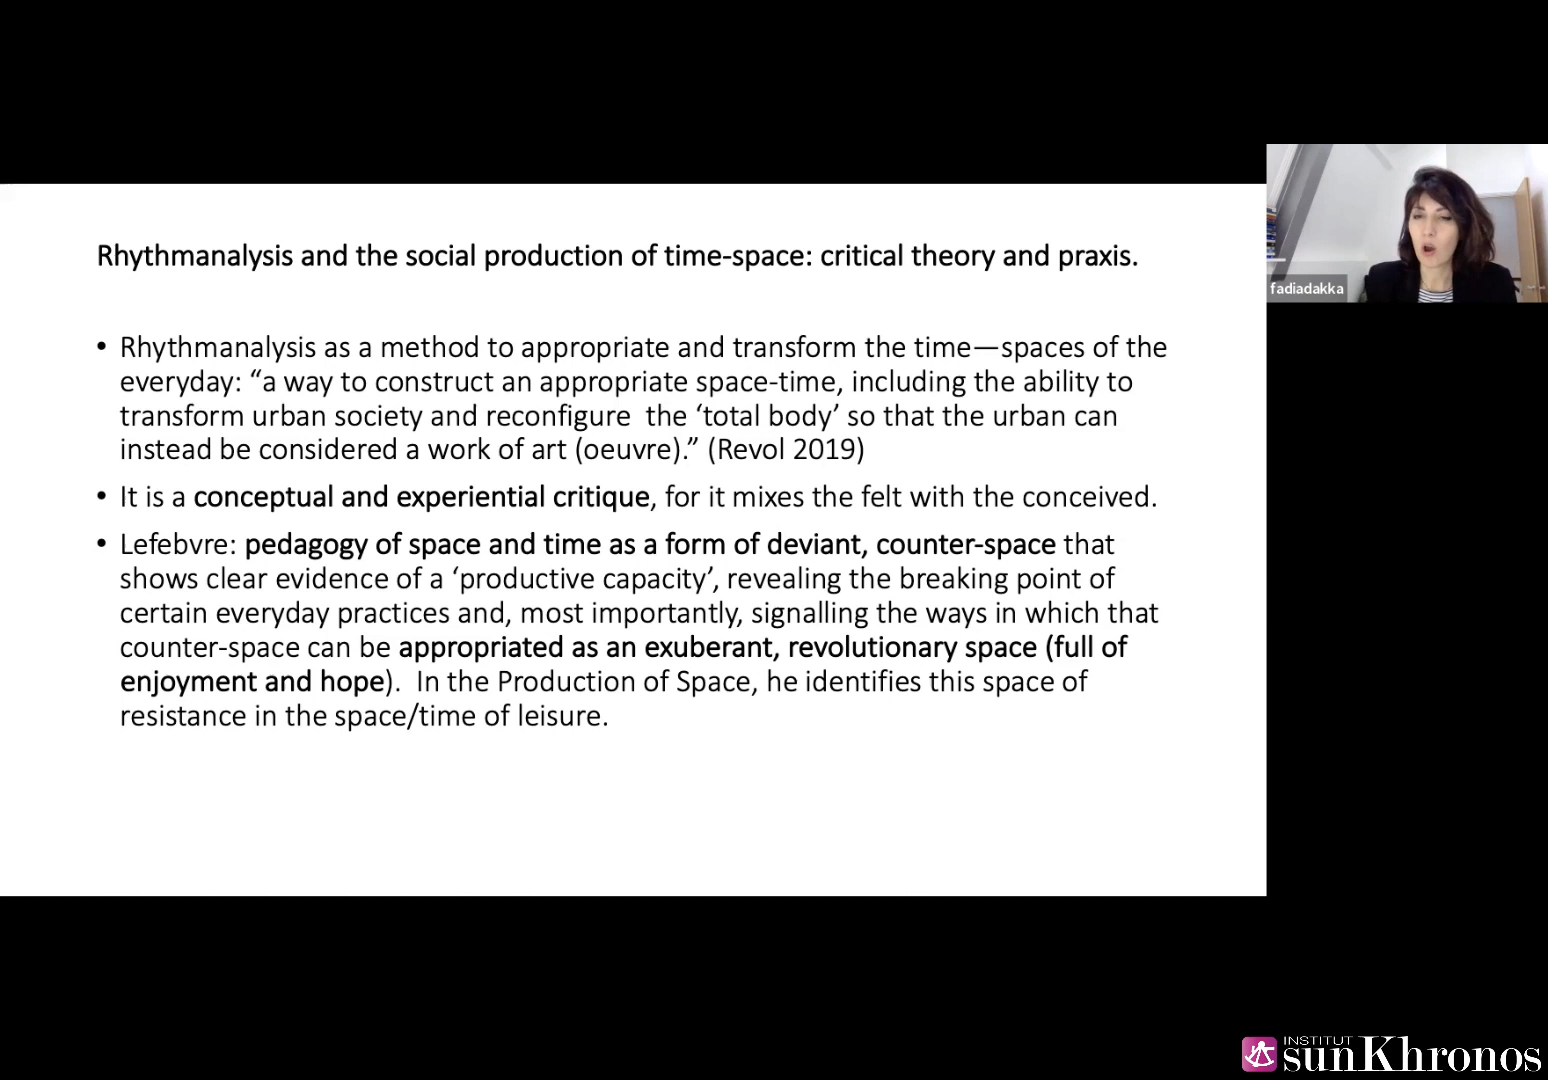 Rhythmanalysis and the social production of time-space: critical theory and praxis.
• Rhythmanalysis as a method to appropriate and transform the time—spaces of the
everyday: “a way to construct an appropriate space-time, including the ability to
transform urban society and reconfigure  the ‘total body’ so that the urban can
instead be considered a work of art (oeuvre).” (Revol 2019)
• It is a conceptual and experiential critique, for it mixes the felt with the conceived.
• Lefebvre: pedagogy of space and time as a form of deviant, counter-space that
shows clear evidence of a ‘productive capacity’, revealing the breaking point of
certain everyday practices and, most importantly, signalling the ways in which that
counter-space can be appropriated as an exuberant, revolutionary space (full of
enjoyment and hope).  In the Production of Space, he identifies this space of
resistance in the space/time of leisure.
fadiadakka
INSTITUT
sunKhronos